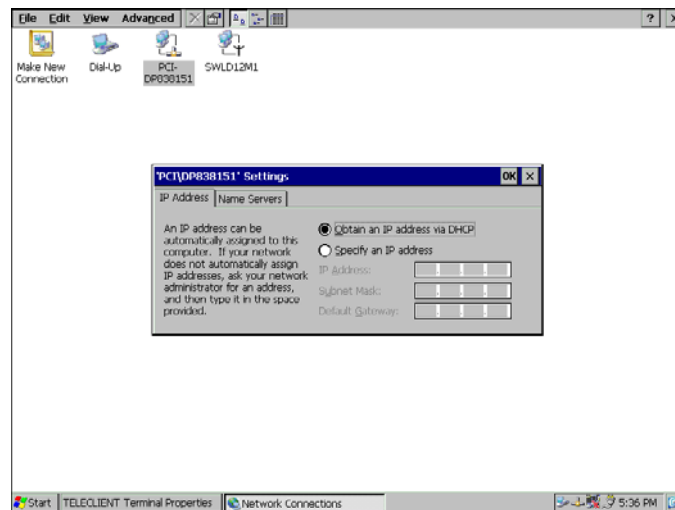 File Edit View Advanced ?
Make New Connection
Dial-Up
PCI-DP838151
SWLD12M1
'PCI\DP838151' Settings OK
IP Address Name Servers
An IP address can be
automatically assigned to this
computer. If your network
does not automatically assign
IP addresses, ask your network
administrator for an address,
and then type it in the space
provided.
Obtain an IP address via DHCP
Specify an IP address
IP Address:
Subnet Mask:
Default Gateway:
Start TELECLIENT Terminal Properties Network Connections 5:36 PM